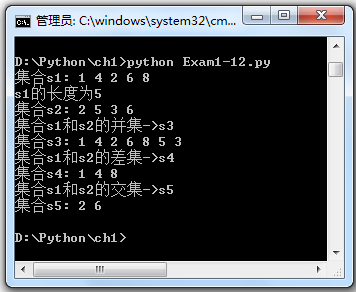 管理员: C:\windows\system32\cm...
D:\Python\ch1>python Exam1-12.py
集合s1: 1 4 2 6 8
s1的长度为5
集合s2: 2 5 3 6
集合s1和s2的并集->s3
集合s3: 1 4 2 6 8 5 3
集合s1和s2的差集->s4
集合s4: 1 4 8
集合s1和s2的交集->s5
集合s5: 2 6
D:\Python\ch1>